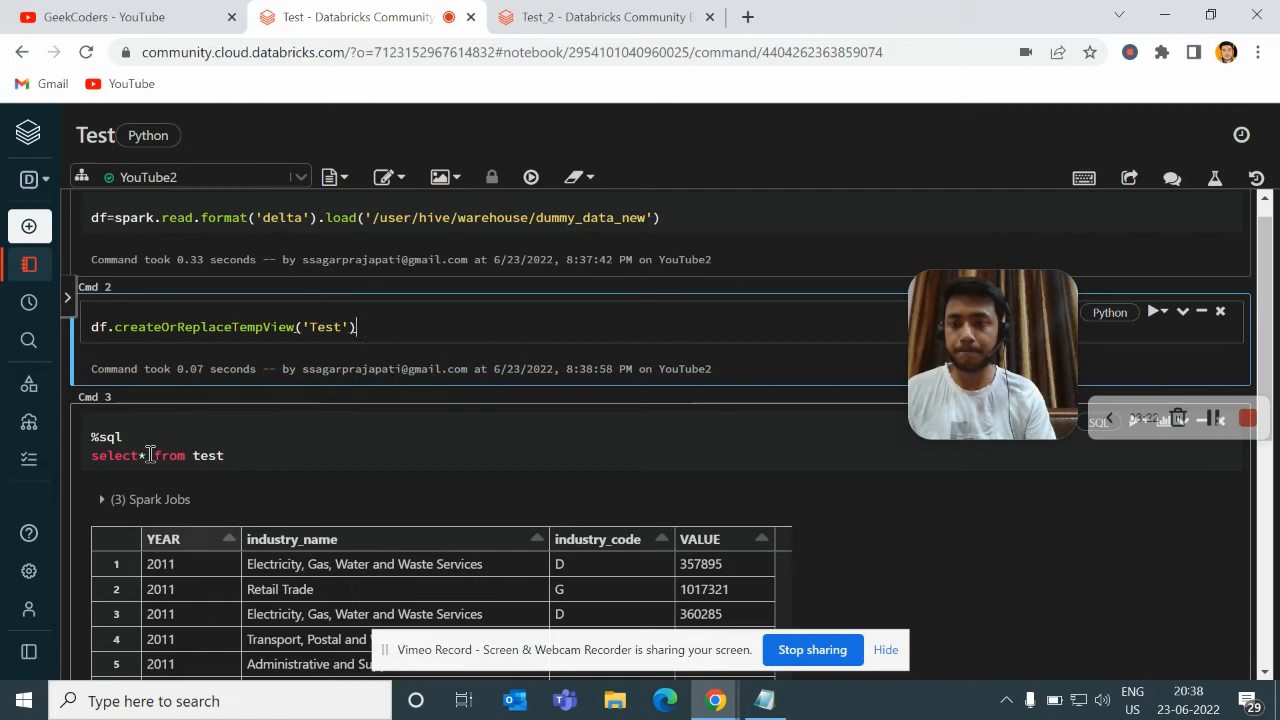 GeekCoders - YouTube
Test - Databricks Community
Test_2 - Databricks Community E
community.cloud.databricks.com/?o=7123152967614832#notebook/2954101040960025/command/4404262363859074
Gmail
YouTube
Test
Python
D
YouTube2
df=spark.read.format('delta').load('/user/hive/warehouse/dummy_data_new')
Command took 0.33 seconds -- by ssagarprajapati@gmail.com at 6/23/2022, 8:37:42 PM on YouTube2
Cmd 2
df.createOrReplaceTempView('Test')
Python
Command took 0.07 seconds -- by ssagarprajapati@gmail.com at 6/23/2022, 8:38:58 PM on YouTube2
Cmd 3
SQL
%sql
select* from test
(3) Spark Jobs
YEAR industry_name industry_code VALUE
1 2011 Electricity, Gas, Water and Waste Services D 357895
2 2011 Retail Trade G 1017321
3 2011 Electricity, Gas, Water and Waste Services D 360285
4 2011 Transport, Postal and
5 2011 Administrative and Su
Vimeo Record - Screen & Webcam Recorder is sharing your screen.
Stop sharing
Hide
Type here to search
ENG
US
20:38
23-06-2022
29